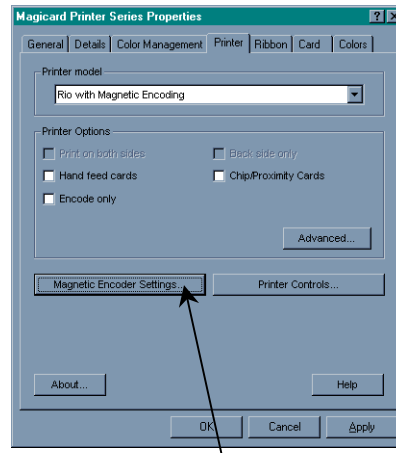 Magicard Printer Series Properties ? X
General Details Color Management Printer Ribbon Card Colors
Printer model
Rio with Magnetic Encoding
Printer Options
Print on both sides Back side only
Hand feed cards Chip/Proximity Cards
Encode only
Advanced...
Magnetic Encoder Settings... Printer Controls...
About... Help
OK Cancel Apply